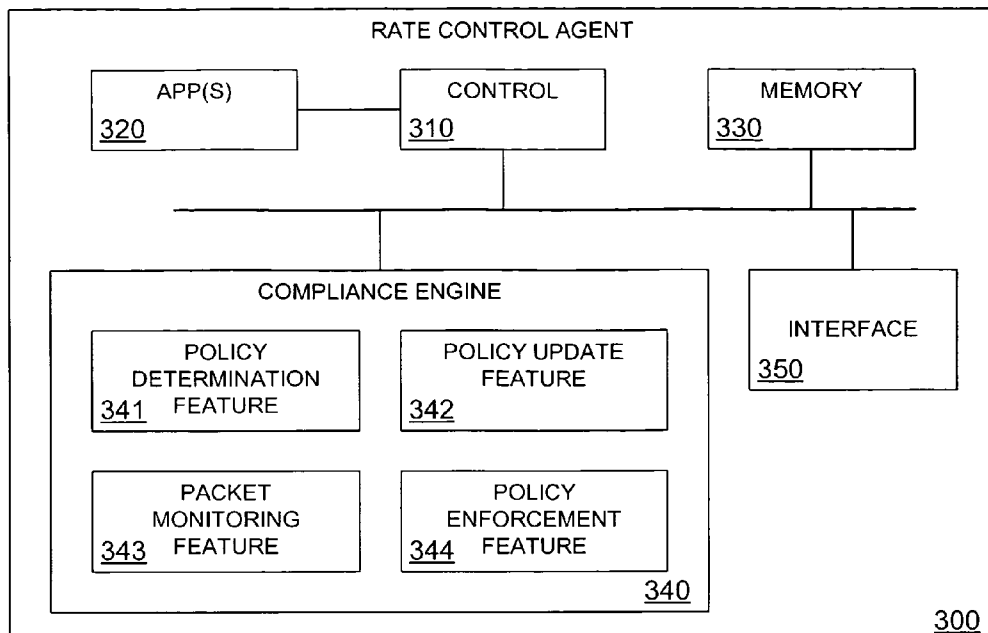 RATE CONTROL AGENT
APP(S)
320
CONTROL
310
MEMORY
330
COMPLIANCE ENGINE
POLICY
DETERMINATION
FEATURE
341
POLICY UPDATE
FEATURE
342
INTERFACE
350
PACKET
MONITORING
FEATURE
343
POLICY
ENFORCEMENT
FEATURE
344
340
300